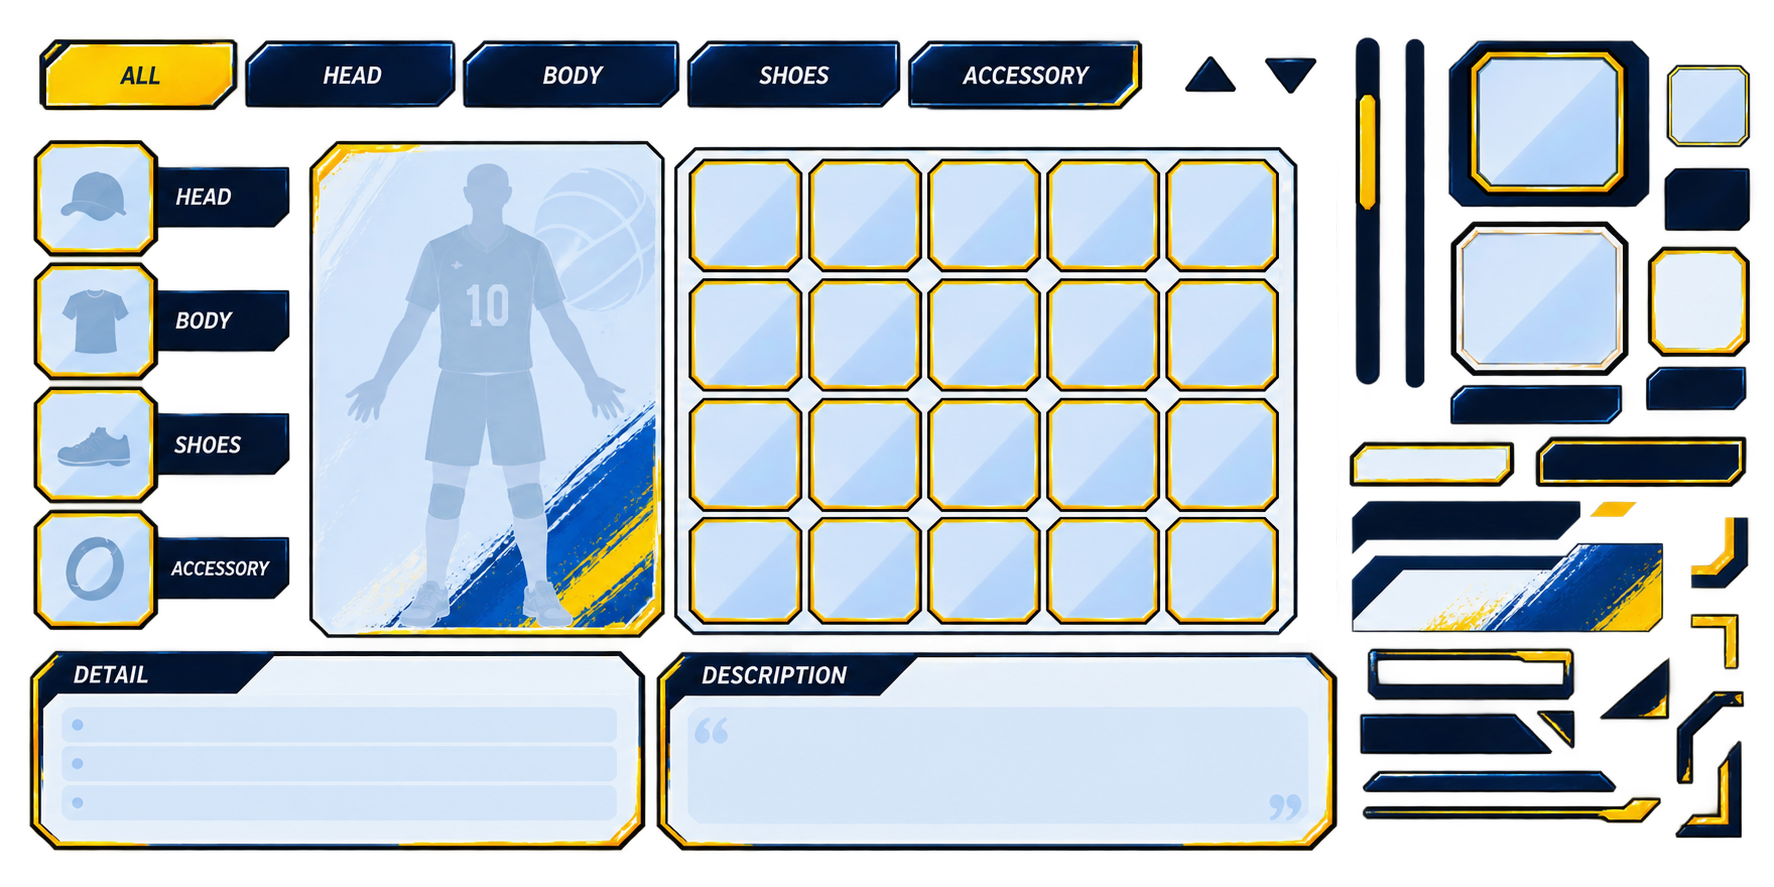 ALL
HEAD
BODY
SHOES
ACCESSORY
HEAD
BODY
SHOES
ACCESSORY
10
DETAIL
DESCRIPTION
“
”